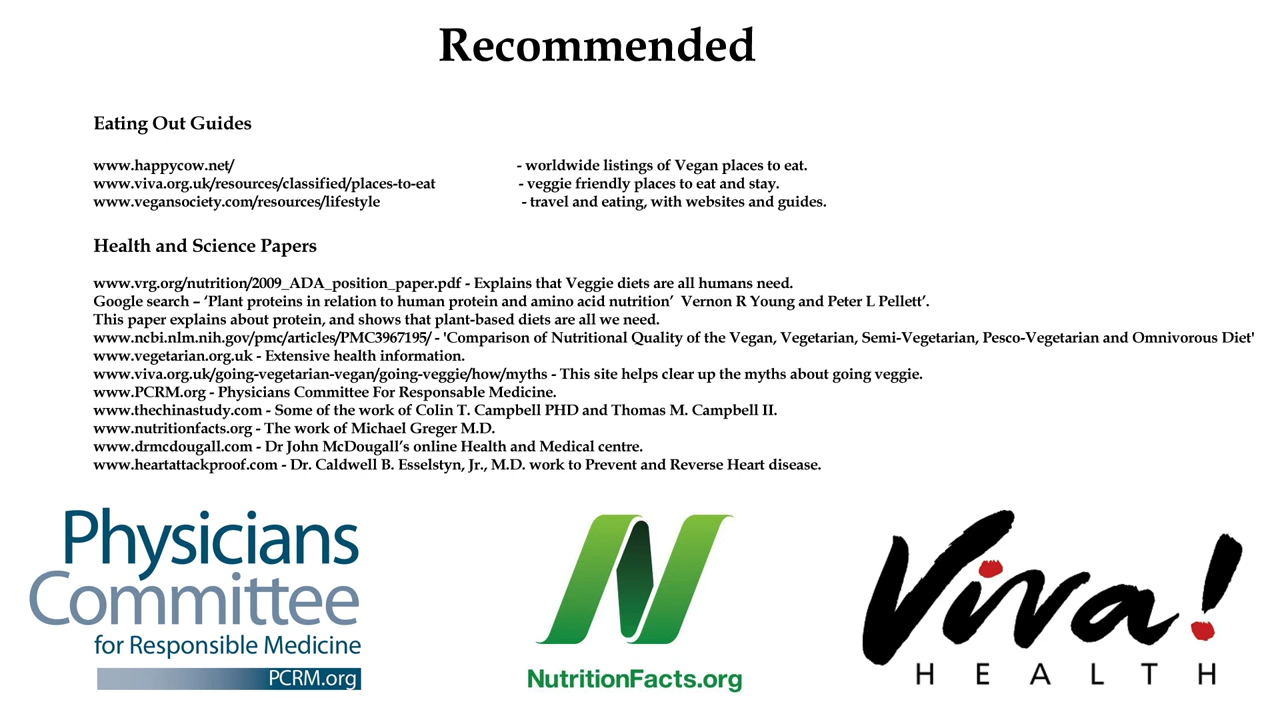 Recommended
Eating Out Guides
www.happycow.net/ - worldwide listings of Vegan places to eat.
www.viva.org.uk/resources/classified/places-to-eat - veggie friendly places to eat and stay.
www.vegansociety.com/resources/lifestyle - travel and eating, with websites and guides.
Health and Science Papers
www.vrg.org/nutrition/2009_ADA_position_paper.pdf - Explains that Veggie diets are all humans need.
Google search – ‘Plant proteins in relation to human protein and amino acid nutrition’ Vernon R Young and Peter L Pellett’.
This paper explains about protein, and shows that plant-based diets are all we need.
www.ncbi.nlm.nih.gov/pmc/articles/PMC3967195/ - 'Comparison of Nutritional Quality of the Vegan, Vegetarian, Semi-Vegetarian, Pesco-Vegetarian and Omnivorous Diet'
www.vegetarian.org.uk - Extensive health information.
www.viva.org.uk/going-vegetarian-vegan/going-veggie/how/myths - This site helps clear up the myths about going veggie.
www.PCRM.org - Physicians Committee For Responsable Medicine.
www.thechinastudy.com - Some of the work of Colin T. Campbell PHD and Thomas M. Campbell II.
www.nutritionfacts.org - The work of Michael Greger M.D.
www.drmcdougall.com - Dr John McDougall’s online Health and Medical centre.
www.heartattackproof.com - Dr. Caldwell B. Esselstyn, Jr., M.D. work to Prevent and Reverse Heart disease.
Physicians
Committee
for Responsible Medicine
PCRM.org
N
NutritionFacts.org
Viva!
HEALTH